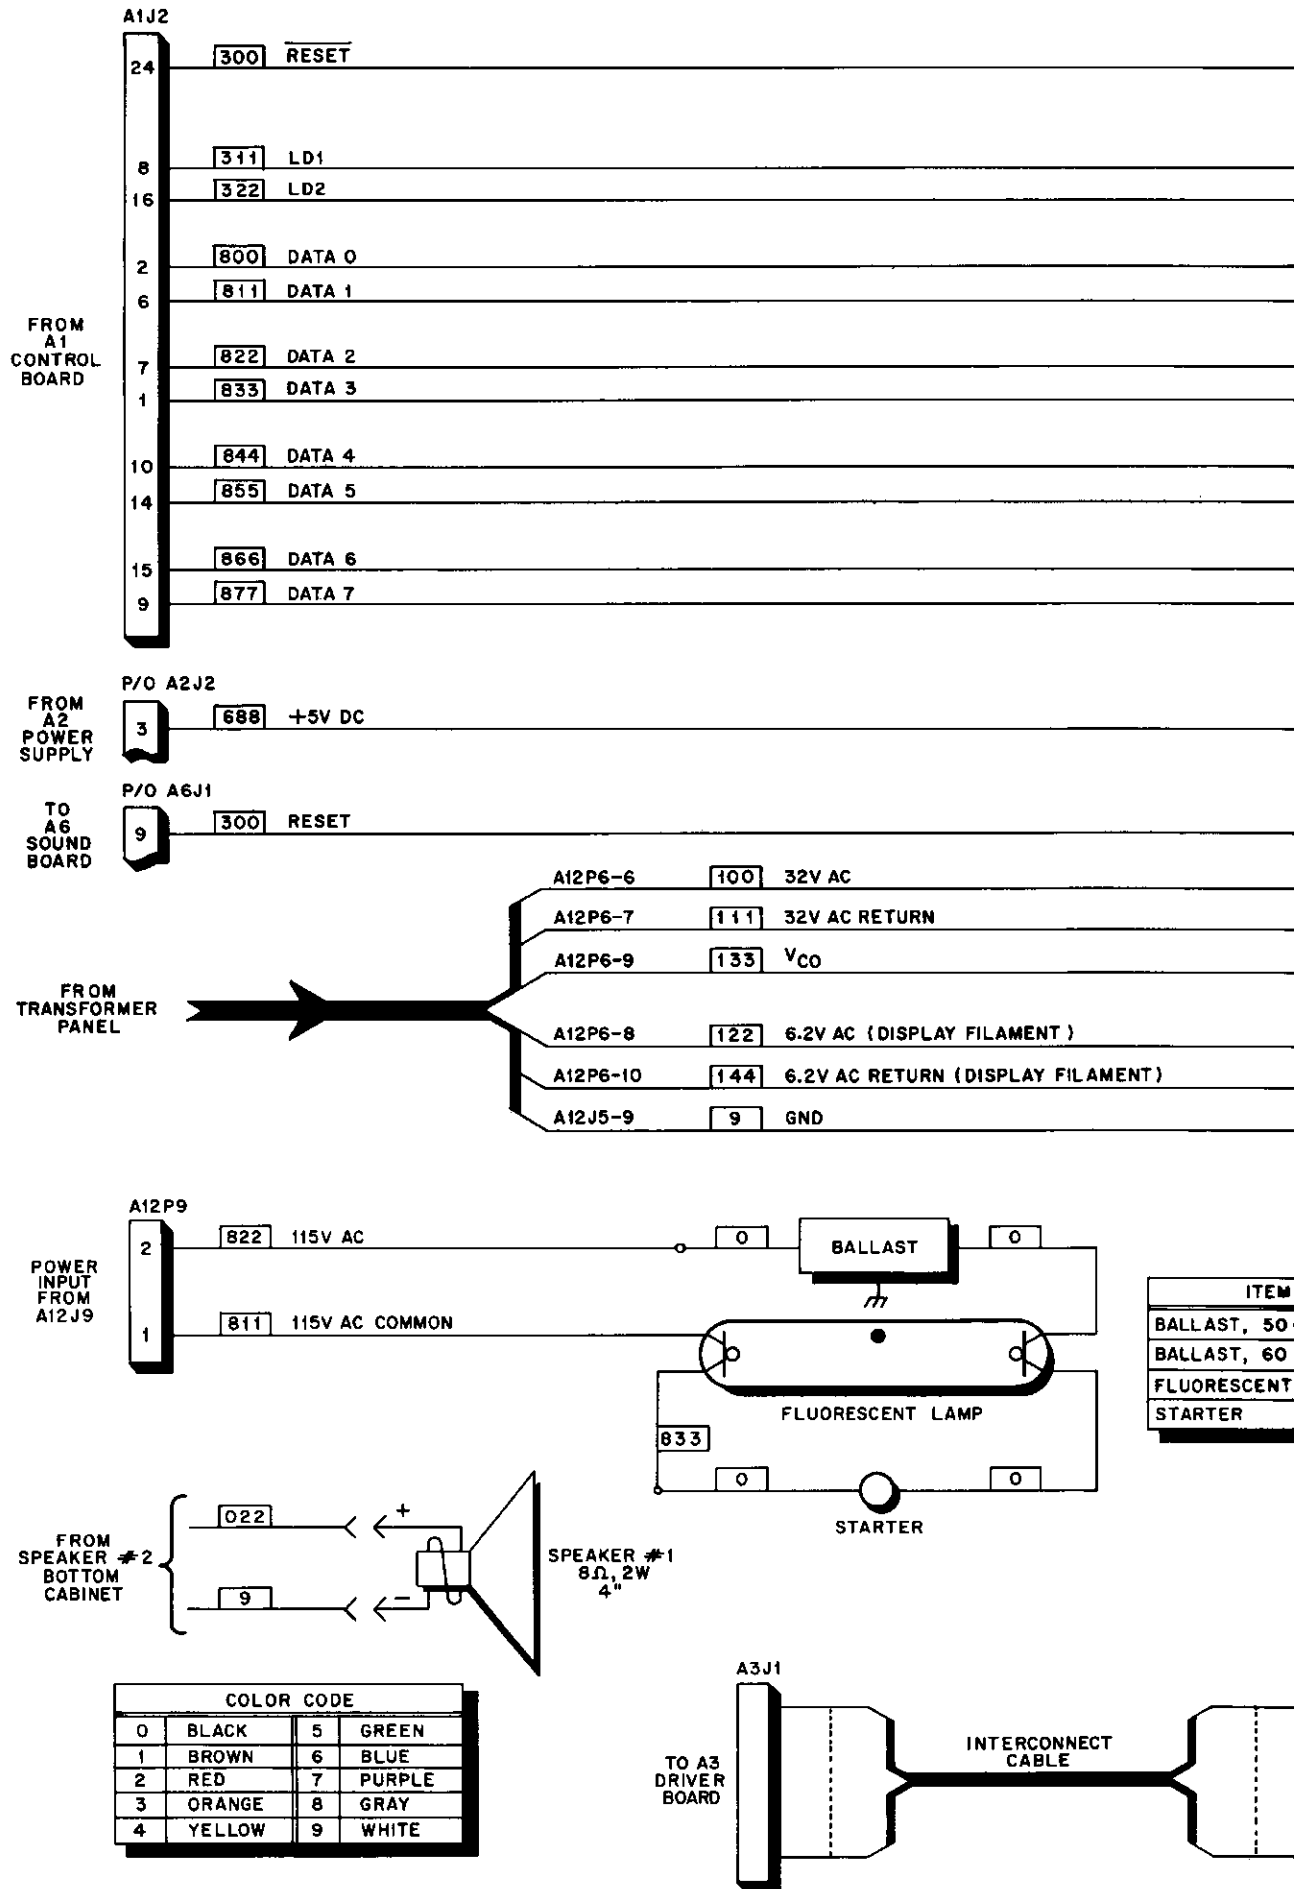 A1J2
24 300 RESET
8 311 LD1
16 322 LD2
2 800 DATA 0
6 811 DATA 1
FROM
A1
CONTROL
BOARD
7 822 DATA 2
1 833 DATA 3
10 844 DATA 4
14 855 DATA 5
15 866 DATA 6
9 877 DATA 7
P/O A2J2
FROM
A2
POWER
SUPPLY
3 688 +5V DC
P/O A6J1
TO
A6
SOUND
BOARD
9 300 RESET
FROM
TRANSFORMER
PANEL
A12P6-6 100 32V AC
A12P6-7 111 32V AC RETURN
A12P6-9 133 VCO
A12P6-8 122 6.2V AC (DISPLAY FILAMENT)
A12P6-10 144 6.2V AC RETURN (DISPLAY FILAMENT)
A12J5-9 9 GND
A12P9
POWER
INPUT
FROM
A12J9
2 822 115V AC 0 BALLAST 0
1 811 115V AC COMMON
FLUORESCENT LAMP
833
0 0
STARTER
ITEM
BALLAST, 50
BALLAST, 60
FLUORESCENT
STARTER
FROM
SPEAKER #2
BOTTOM
CABINET
022 +
9 -
SPEAKER #1
8Ω, 2W
4"
COLOR CODE
0 BLACK 5 GREEN
1 BROWN 6 BLUE
2 RED 7 PURPLE
3 ORANGE 8 GRAY
4 YELLOW 9 WHITE
A3J1
TO A3
DRIVER
BOARD
INTERCONNECT
CABLE